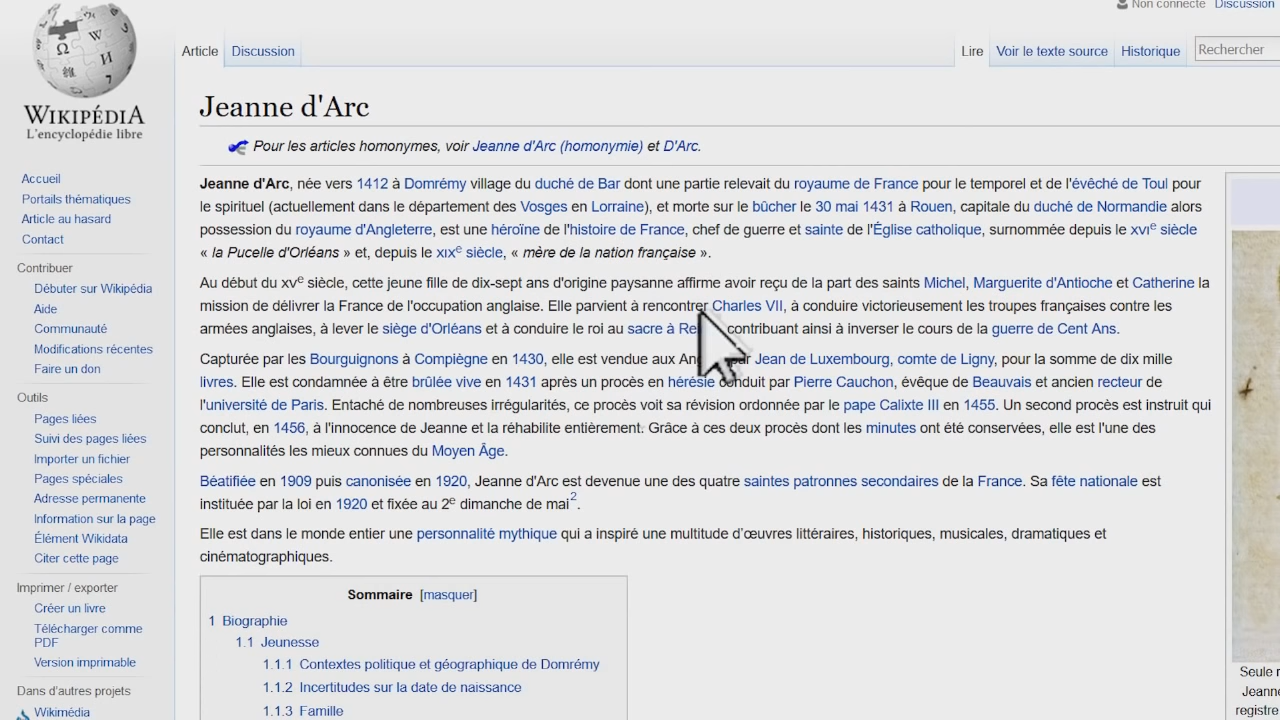 Non connecté Discussion
Article Discussion Lire Voir le texte source Historique Rechercher
WIKIPÉDIA
L'encyclopédie libre
Accueil
Portails thématiques
Article au hasard
Contact
Contribuer
Débuter sur Wikipédia
Aide
Communauté
Modifications récentes
Faire un don
Outils
Pages liées
Suivi des pages liées
Importer un fichier
Pages spéciales
Adresse permanente
Information sur la page
Élément Wikidata
Citer cette page
Imprimer / exporter
Créer un livre
Télécharger comme
PDF
Version imprimable
Dans d'autres projets
Wikimédia
Jeanne d'Arc
Pour les articles homonymes, voir Jeanne d'Arc (homonymie) et D'Arc.
Jeanne d'Arc, née vers 1412 à Domrémy village du duché de Bar dont une partie relevait du royaume de France pour le temporel et de l'évêché de Toul pour
le spirituel (actuellement dans le département des Vosges en Lorraine), et morte sur le bûcher le 30 mai 1431 à Rouen, capitale du duché de Normandie alors
possession du royaume d'Angleterre, est une héroïne de l'histoire de France, chef de guerre et sainte de l'Église catholique, surnommée depuis le XVIe siècle
« la Pucelle d'Orléans » et, depuis le XIXe siècle, « mère de la nation française ».
Au début du XVe siècle, cette jeune fille de dix-sept ans d'origine paysanne affirme avoir reçu de la part des saints Michel, Marguerite d'Antioche et Catherine la
mission de délivrer la France de l'occupation anglaise. Elle parvient à rencontrer Charles VII, à conduire victorieusement les troupes françaises contre les
armées anglaises, à lever le siège d'Orléans et à conduire le roi au sacre à contribuant ainsi à inverser le cours de la guerre de Cent Ans.
Capturée par les Bourguignons à Compiègne en 1430, elle est vendue aux Jean de Luxembourg, comte de Ligny, pour la somme de dix mille
livres. Elle est condamnée à être brûlée vive en 1431 après un procès en hérésie conduit par Pierre Cauchon, évêque de Beauvais et ancien recteur de
l'université de Paris. Entaché de nombreuses irrégularités, ce procès voit sa révision ordonnée par le pape Calixte III en 1455. Un second procès est instruit qui
conclut, en 1456, à l'innocence de Jeanne et la réhabilite entièrement. Grâce à ces deux procès dont les minutes ont été conservées, elle est l'une des
personnalités les mieux connues du Moyen Âge.
Béatifiée en 1909 puis canonisée en 1920, Jeanne d'Arc est devenue une des quatre saintes patronnes secondaires de la France. Sa fête nationale est
instituée par la loi en 1920 et fixée au 2e dimanche de mai2.
Elle est dans le monde entier une personnalité mythique qui a inspiré une multitude d'œuvres littéraires, historiques, musicales, dramatiques et
cinématographiques.
Sommaire [masquer]
1 Biographie
1.1 Jeunesse
1.1.1 Contextes politique et géographique de Domrémy
1.1.2 Incertitudes sur la date de naissance
1.1.3 Famille
Seule
Jeanne
registre